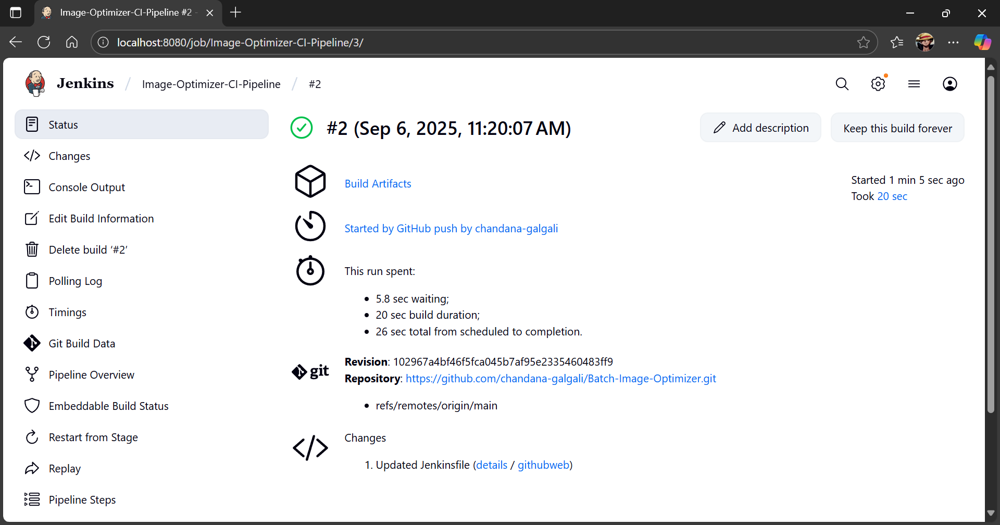 Image-Optimizer-CI-Pipeline #2 -
localhost:8080/job/Image-Optimizer-CI-Pipeline/3/
Jenkins / Image-Optimizer-CI-Pipeline / #2
Status
Changes
Console Output
Edit Build Information
Delete build ‘#2’
Polling Log
Timings
Git Build Data
Pipeline Overview
Embeddable Build Status
Restart from Stage
Replay
Pipeline Steps
#2 (Sep 6, 2025, 11:20:07 AM)
Add description
Keep this build forever
Build Artifacts
Started 1 min 5 sec ago
Took 20 sec
Started by GitHub push by chandana-galgali
This run spent:
• 5.8 sec waiting;
• 20 sec build duration;
• 26 sec total from scheduled to completion.
git
Revision: 102967a4bf46f5fca045b7af95e2335460483ff9
Repository: https://github.com/chandana-galgali/Batch-Image-Optimizer.git
• refs/remotes/origin/main
Changes
1. Updated Jenkinsfile (details / githubweb)